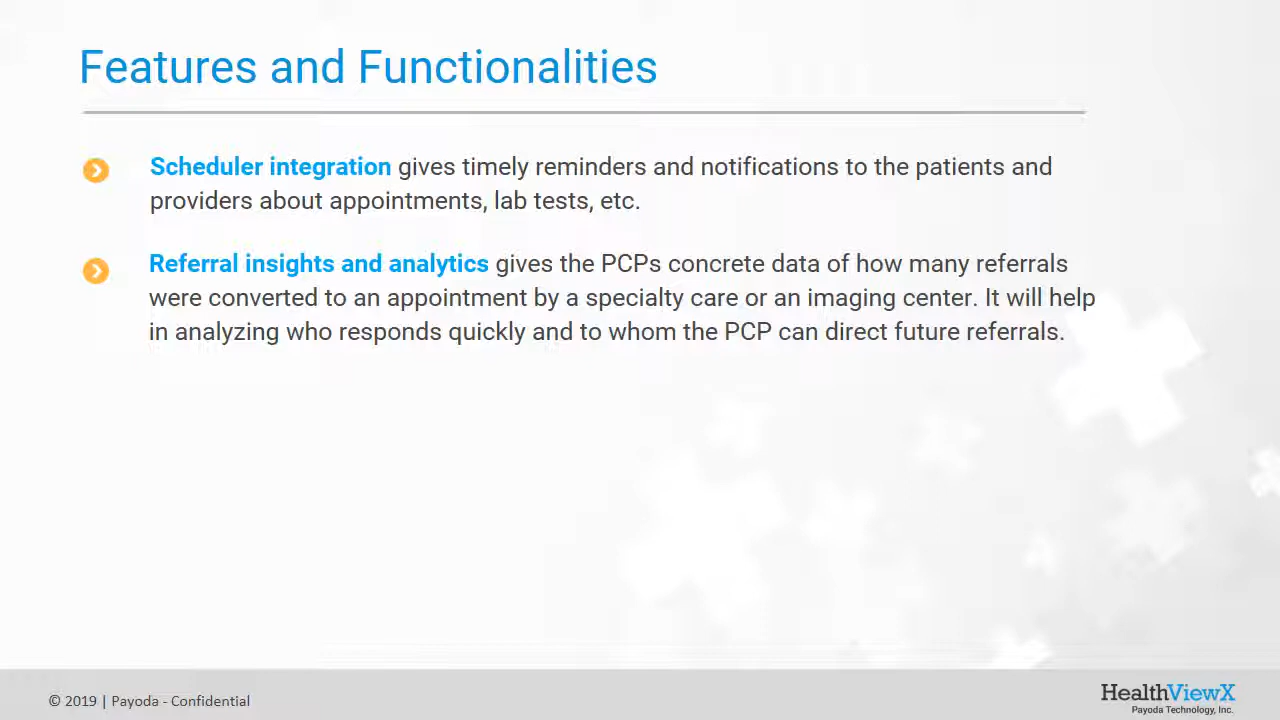 Features and Functionalities
Scheduler integration gives timely reminders and notifications to the patients and
providers about appointments, lab tests, etc.
Referral insights and analytics gives the PCPs concrete data of how many referrals
were converted to an appointment by a specialty care or an imaging center. It will help
in analyzing who responds quickly and to whom the PCP can direct future referrals.
© 2019 | Payoda - Confidential
HealthViewX
Payoda Technology, Inc.